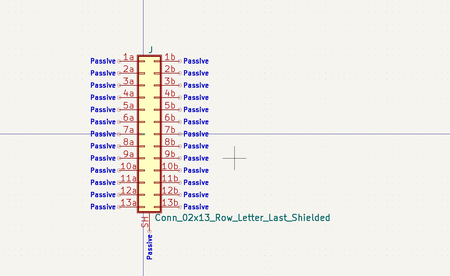 J
Passive 1a 1b Passive
Passive 2a 2b Passive
Passive 3a 3b Passive
Passive 4a 4b Passive
Passive 5a 5b Passive
Passive 6a 6b Passive
Passive 7a 7b Passive
Passive 8a 8b Passive
Passive 9a 9b Passive
Passive 10a 10b Passive
Passive 11a 11b Passive
Passive 12a 12b Passive
Passive 13a 13b Passive
Conn_02x13_Row_Letter_Last_Shielded
SH
Passive